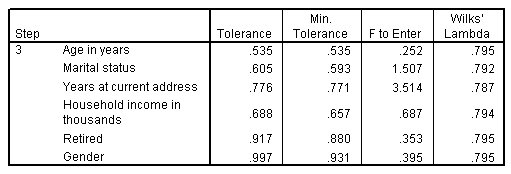 Step Tolerance Min. Tolerance F to Enter Wilks' Lambda
3 Age in years .535 .535 .252 .795
Marital status .605 .593 1.507 .792
Years at current address .776 .771 3.514 .787
Household income in thousands .688 .657 .687 .794
Retired .917 .880 .353 .795
Gender .997 .931 .395 .795